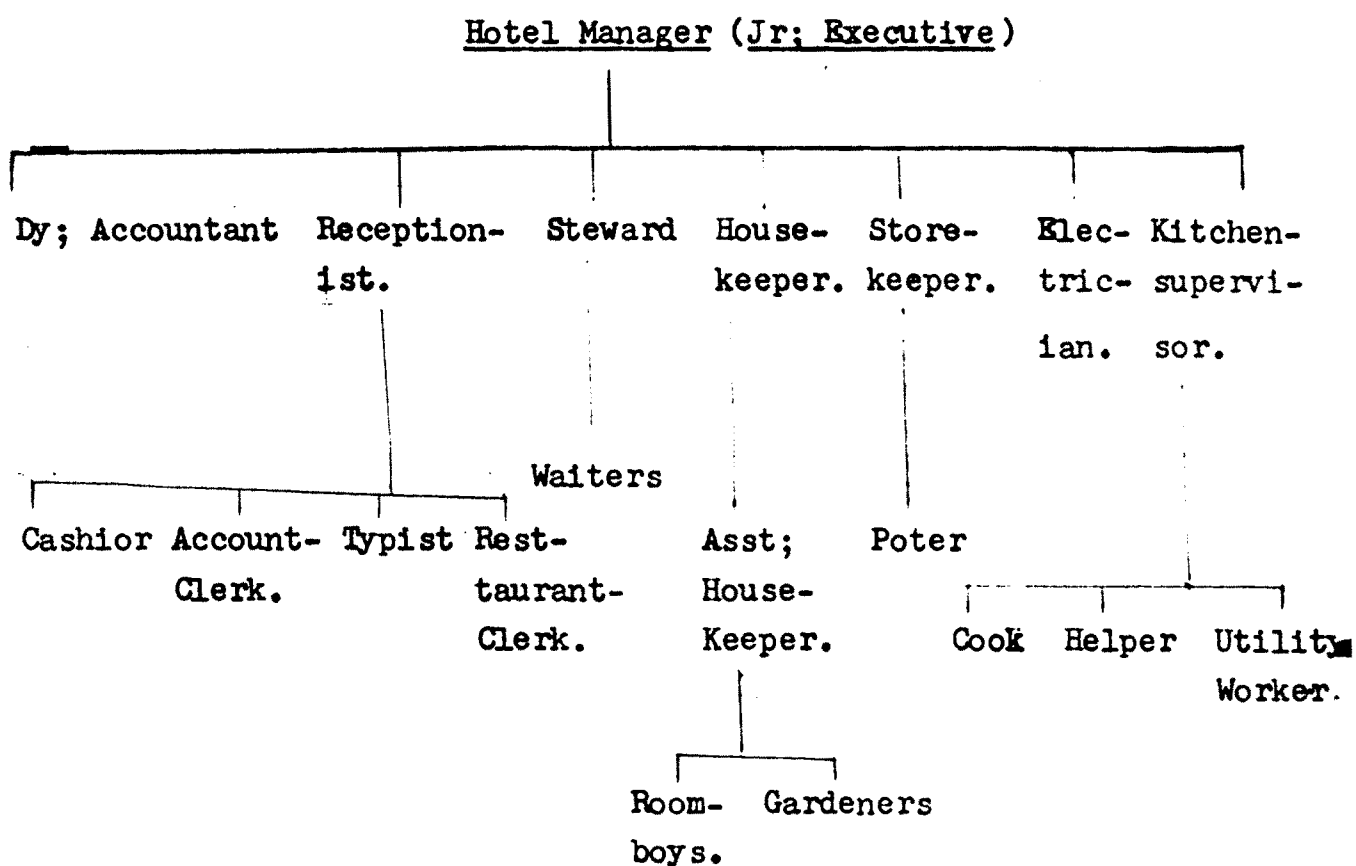 Hotel Manager (Jr; Executive)
Dy; Accountant Reception- Steward House- Store- Elec- Kitchen-
ist. keeper. keeper. tric- supervi-
ian. sor.
Waiters
Cashior Account- Typist Rest- Asst; Poter
Clerk. taurant- House-
Clerk. Keeper. Cook Helper Utility
Worker.
Room- Gardeners
boys.